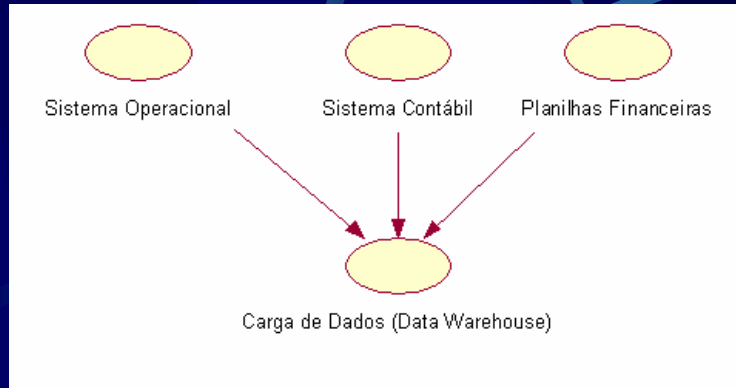 Sistema Operacional
Sistema Contábil
Planilhas Financeiras
Carga de Dados (Data Warehouse)